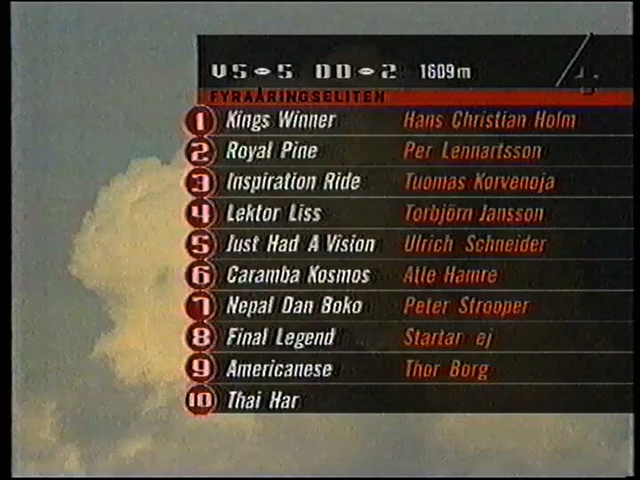 V5-5 DD-2 1609m
4
FYRAÅRINGSELITEN
1 Kings Winner Hans Christian Holm
2 Royal Pine Per Lennartsson
3 Inspiration Ride Tuomas Korvenoja
4 Lektor Liss Torbjörn Jansson
5 Just Had A Vision Ulrich Schneider
6 Caramba Kosmos Atle Hamre
7 Nepal Dan Boko Peter Strooper
8 Final Legend Startar ej
9 Americanese Thor Borg
10 Thai Har